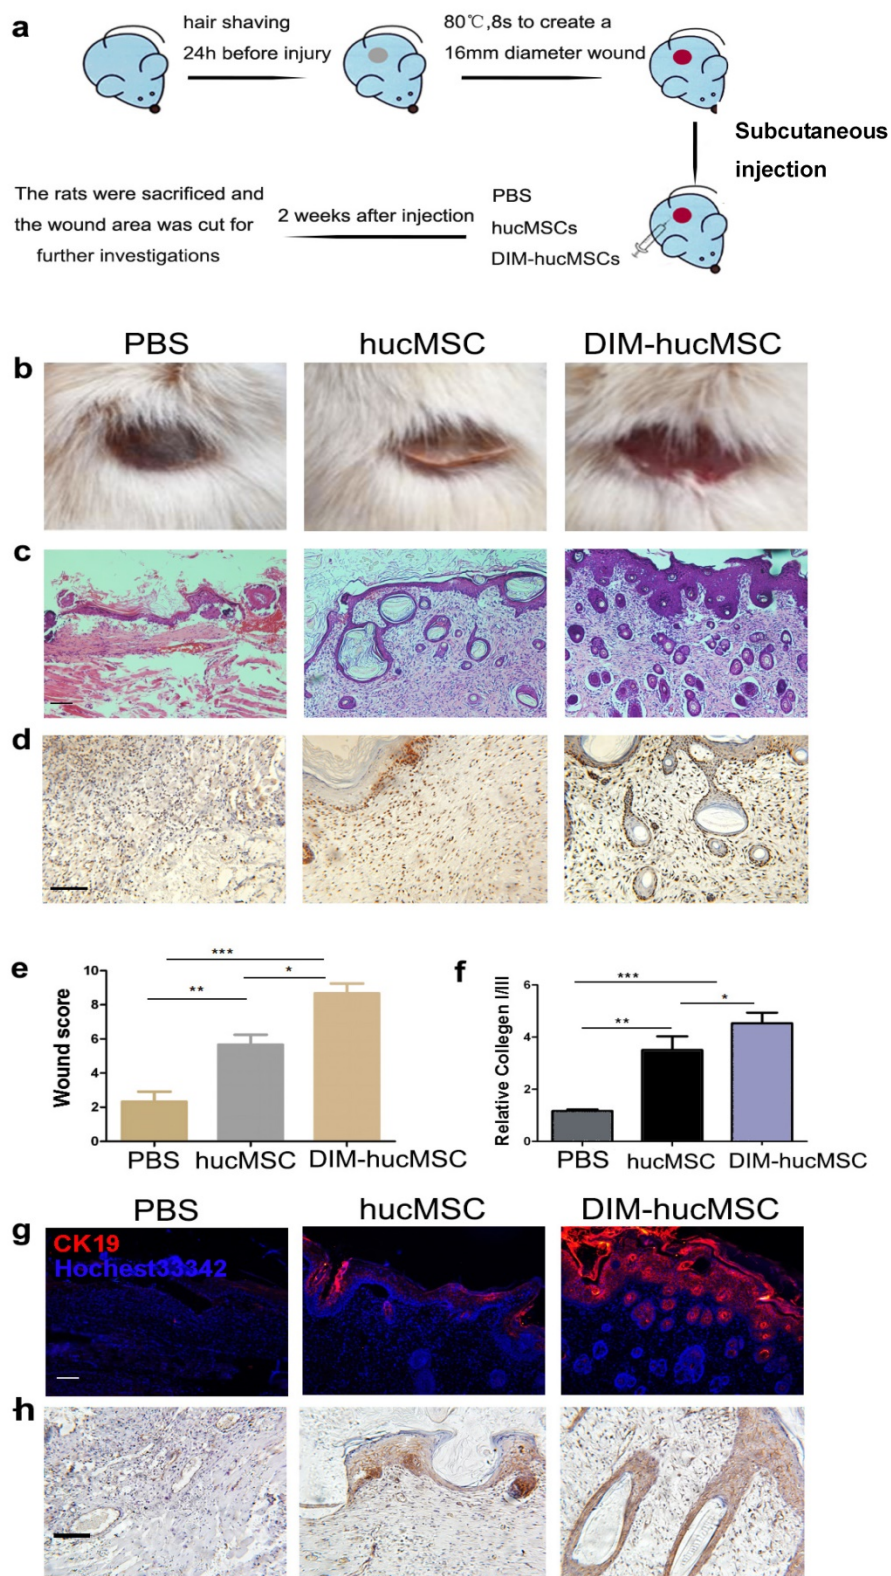 a
hair shaving
24h before injury
80℃,8s to create a
16mm diameter wound
Subcutaneous
injection
PBS
hucMSCs
DIM-hucMSCs
2 weeks after injection
The rats were sacrificed and
the wound area was cut for
further investigations
PBS
hucMSC
DIM-hucMSC
b
c
d
e
Wound score
10
8
6
4
2
0
***
**
*
PBS
hucMSC
DIM-hucMSC
f
Relative Collegen I/III
6
4
2
0
***
**
*
PBS
hucMSC
DIM-hucMSC
PBS
hucMSC
DIM-hucMSC
g
CK19
Hochest33342
h